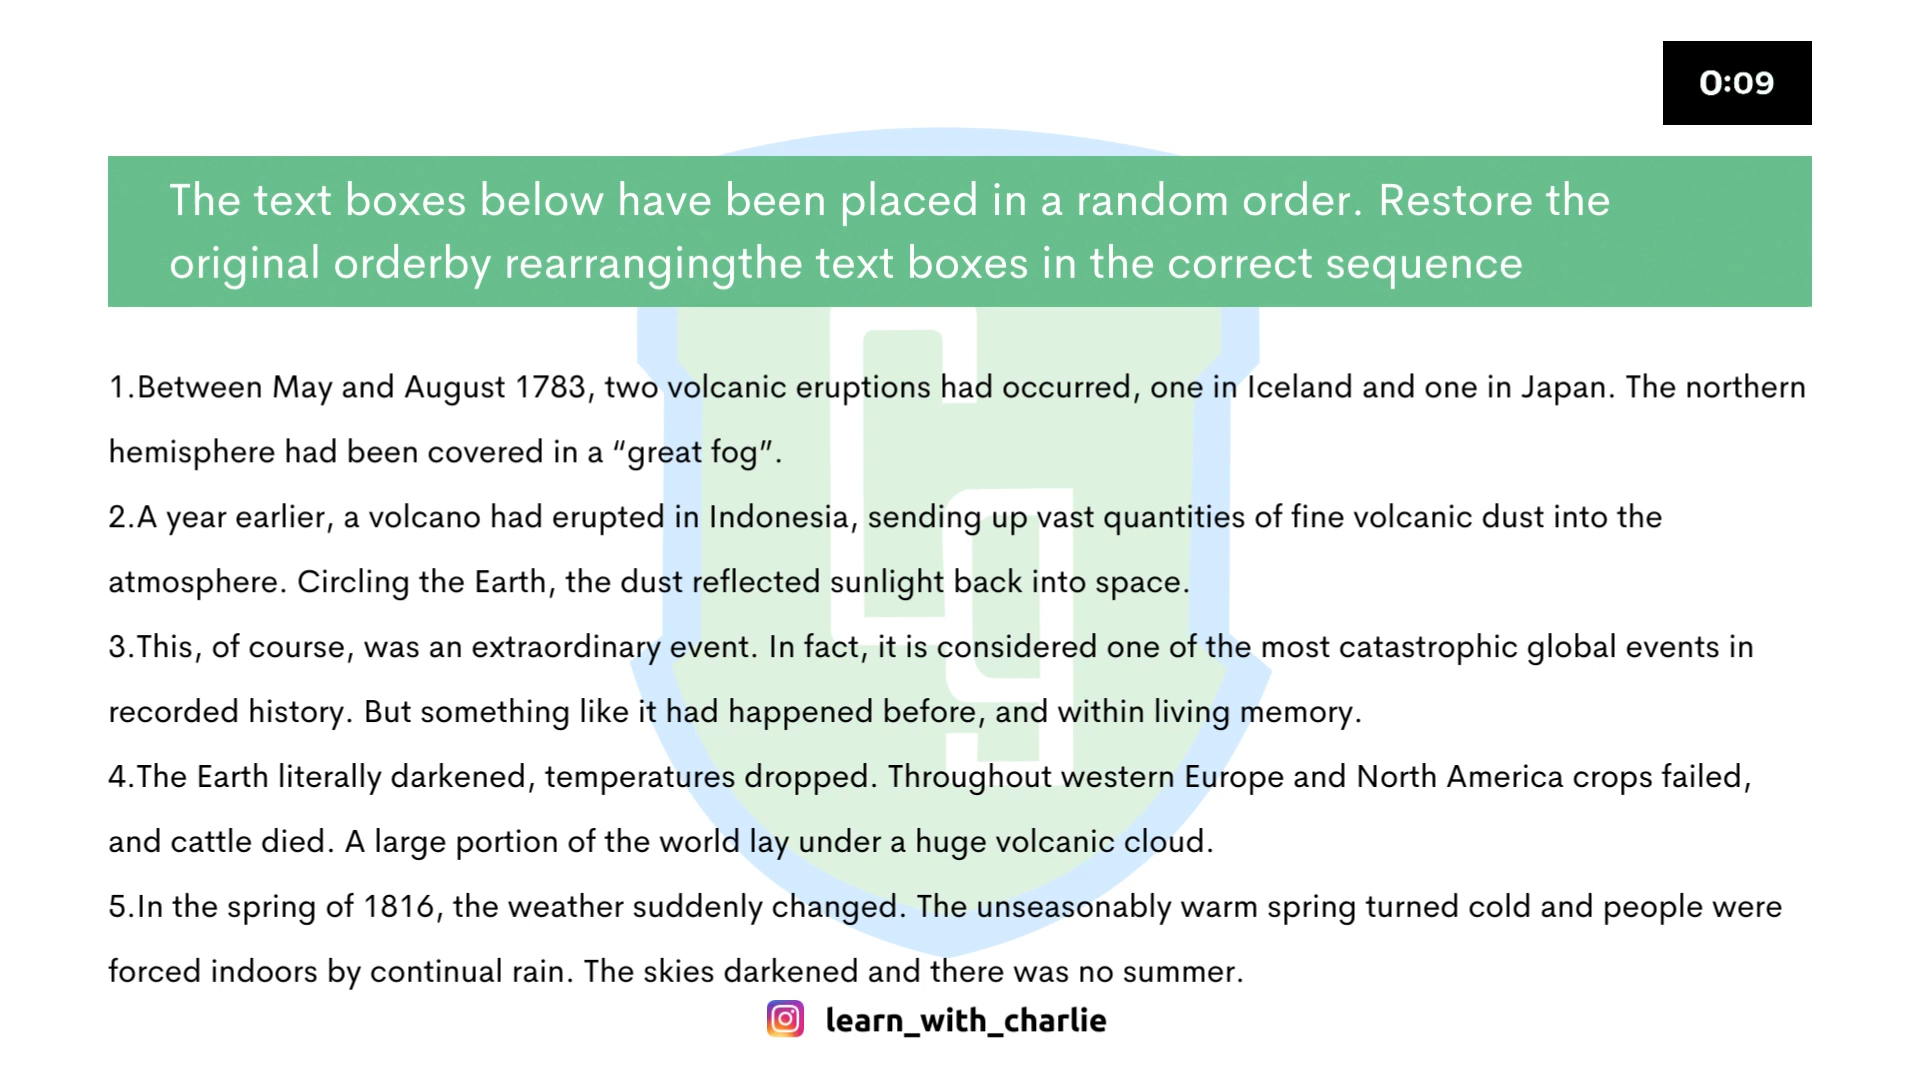 0:09
The text boxes below have been placed in a random order. Restore the
original orderby rearrangingthe text boxes in the correct sequence
1.Between May and August 1783, two volcanic eruptions had occurred, one in Iceland and one in Japan. The northern
hemisphere had been covered in a “great fog”.
2.A year earlier, a volcano had erupted in Indonesia, sending up vast quantities of fine volcanic dust into the
atmosphere. Circling the Earth, the dust reflected sunlight back into space.
3.This, of course, was an extraordinary event. In fact, it is considered one of the most catastrophic global events in
recorded history. But something like it had happened before, and within living memory.
4.The Earth literally darkened, temperatures dropped. Throughout western Europe and North America crops failed,
and cattle died. A large portion of the world lay under a huge volcanic cloud.
5.In the spring of 1816, the weather suddenly changed. The unseasonably warm spring turned cold and people were
forced indoors by continual rain. The skies darkened and there was no summer.
learn_with_charlie